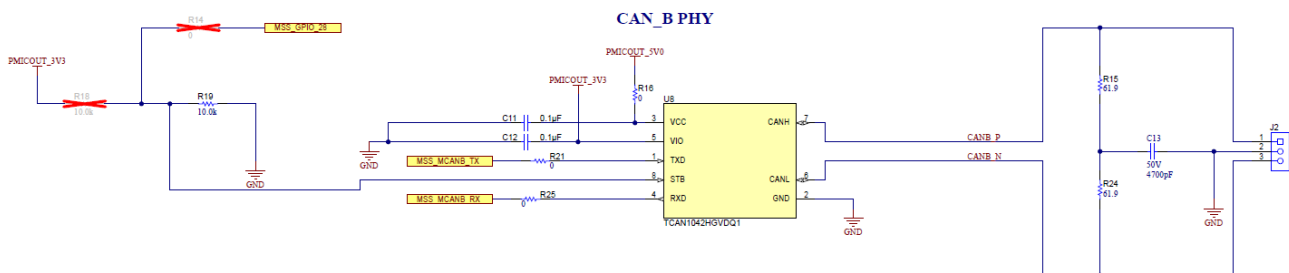 CAN_B PHY
R14
0
MSS_GPIO_28
PMICOUT_3V3
R18
10.0k
R19
10.0k
GND
PMICOUT_5V0
PMICOUT_3V3
R16
0
U8
C11 0.1µF
3 VCC CANH 7
C12 0.1µF
5 VIO
GND
MSS_MCANB_TX
R21
0
1 TXD
8 STB CANL 6
MSS_MCANB_RX
R25
0
4 RXD GND 2
TCAN1042HGVDQ1
GND
CANB_P
CANB_N
R15
61.9
C13
50V
4700pF
R24
61.9
GND
J2
1
2
3